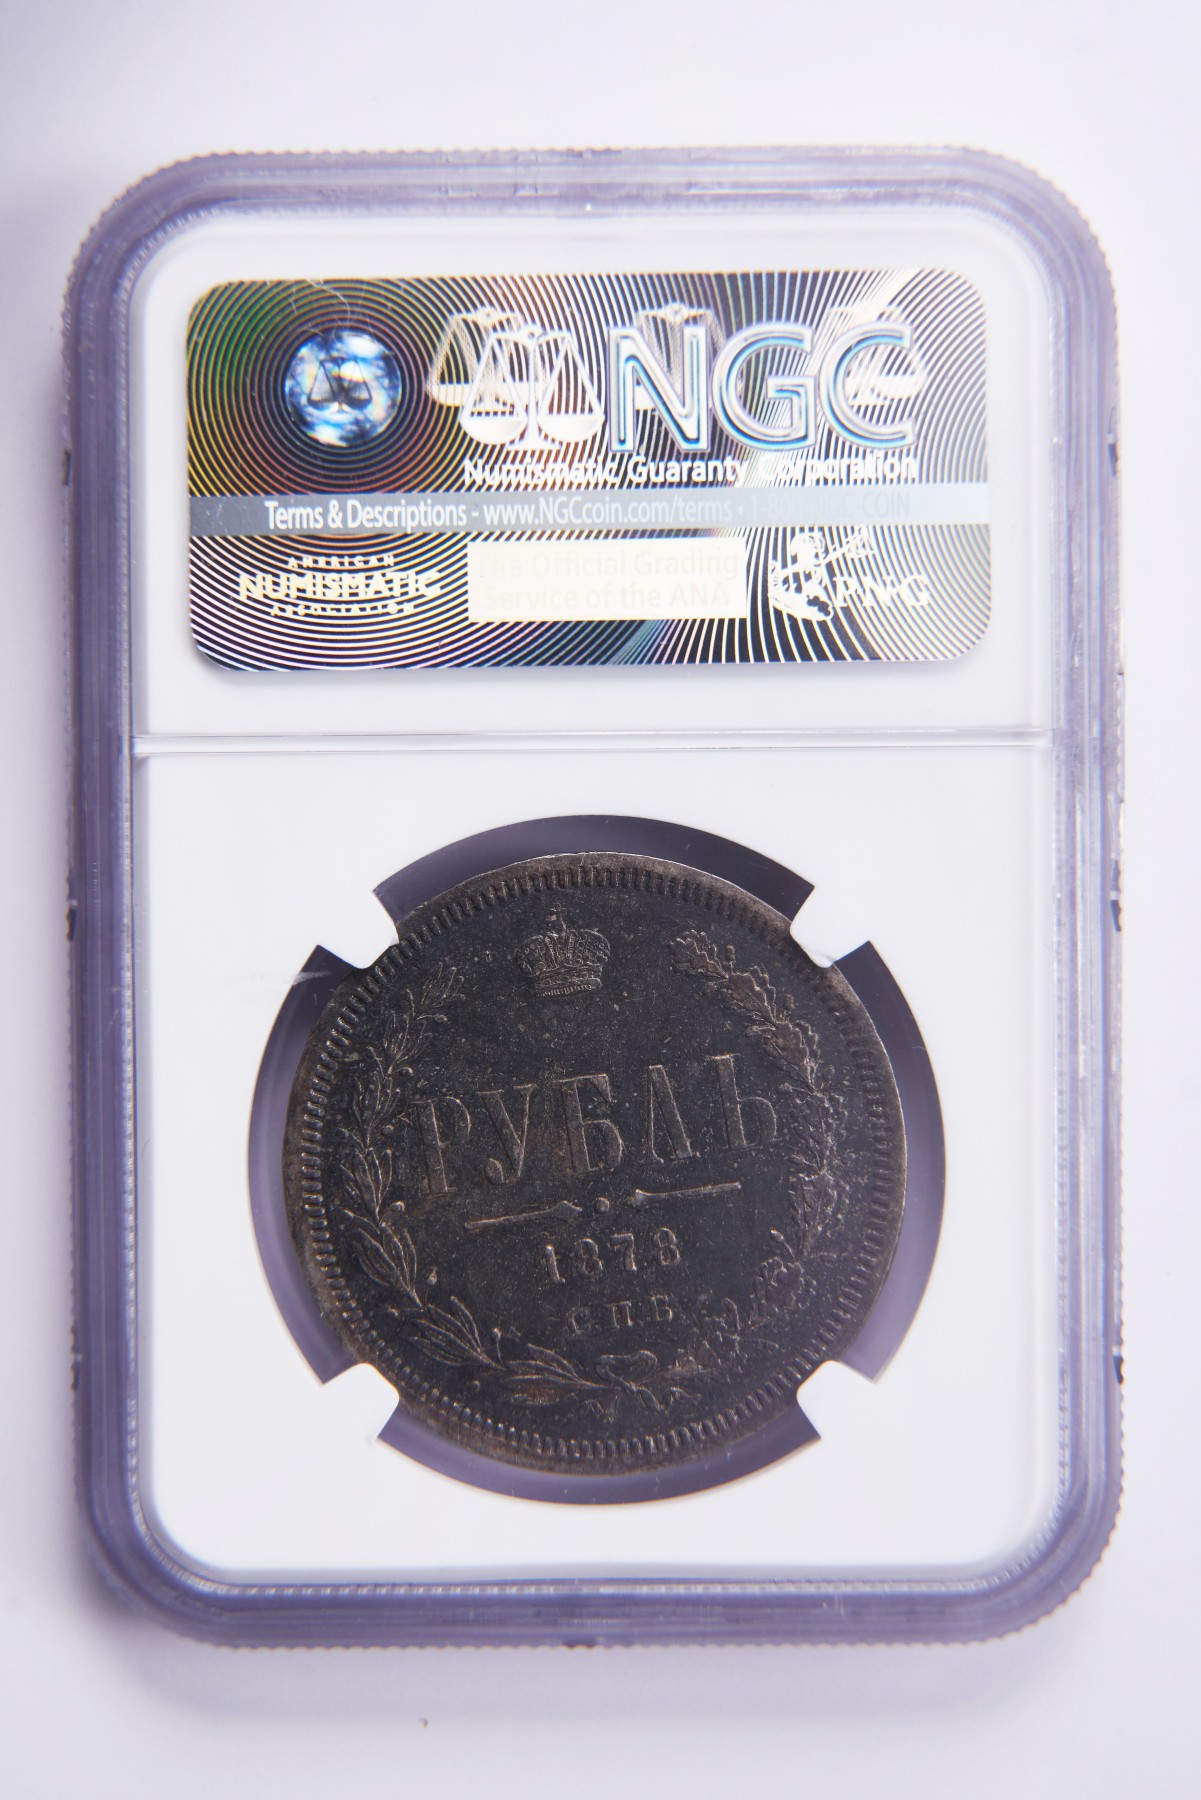 NGC
Numismatic Guaranty Corporation
Terms & Descriptions - www.NGCcoin.com/terms • 1-800-NGC-COIN
AMERICAN
NUMISMATIC
ASSOCIATION
The Official Grading
Service of the ANA
PNG
РУБЛЬ
1878
С.П.Б